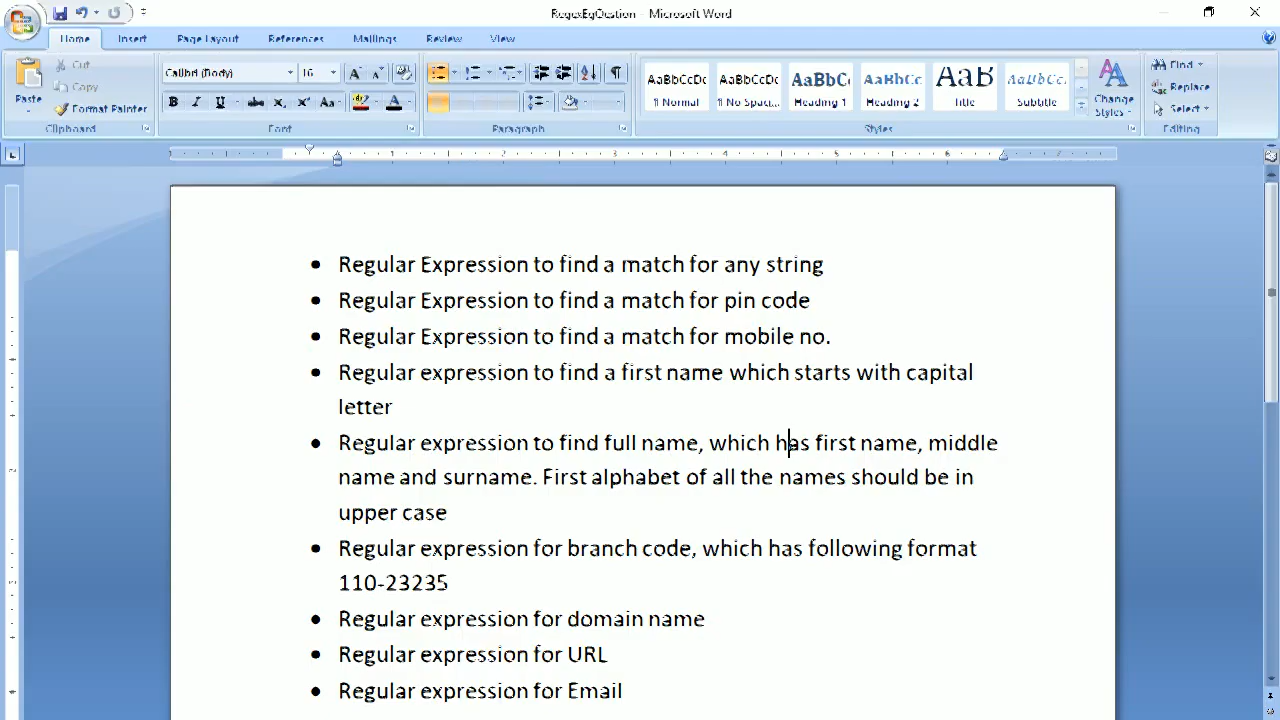 RegexEgQestion - Microsoft Word
Home Insert Page Layout References Mailings Review View
Paste Cut Copy Format Painter Clipboard
Calibri (Body) 16 Font
Paragraph
AaBbCcDc AaBbCcDc AaBbC AaBbCc AaB AaBbCc.
¶ Normal ¶ No Spaci... Heading 1 Heading 2 Title Subtitle Change Styles
Styles
Find Replace Select Editing
• Regular Expression to find a match for any string
• Regular Expression to find a match for pin code
• Regular Expression to find a match for mobile no.
• Regular expression to find a first name which starts with capital
letter
• Regular expression to find full name, which has first name, middle
name and surname. First alphabet of all the names should be in
upper case
• Regular expression for branch code, which has following format
110-23235
• Regular expression for domain name
• Regular expression for URL
• Regular expression for Email